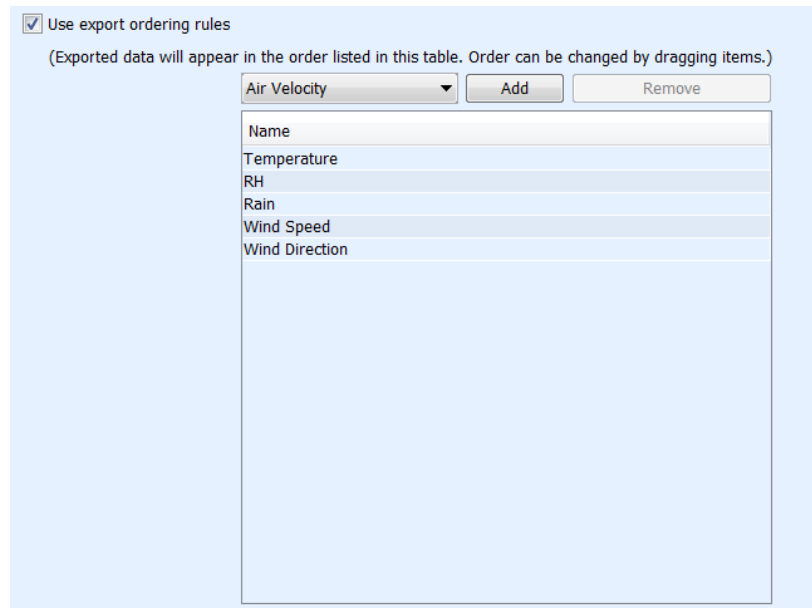 Use export ordering rules
(Exported data will appear in the order listed in this table. Order can be changed by dragging items.)
Air Velocity Add Remove
Name
Temperature
RH
Rain
Wind Speed
Wind Direction